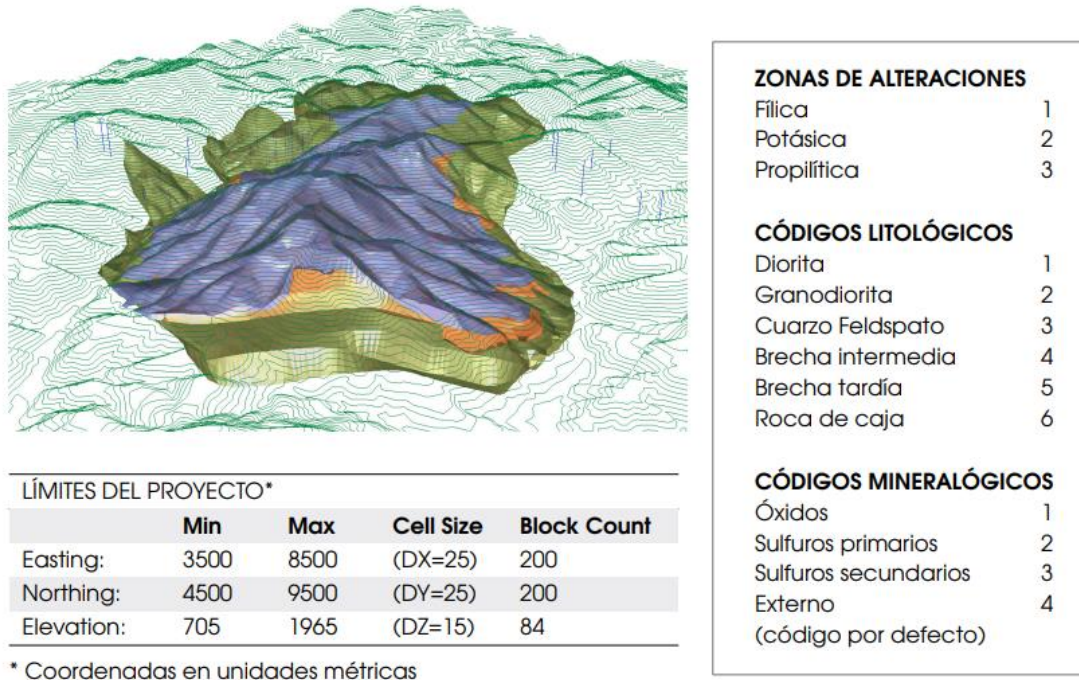 LÍMITES DEL PROYECTO*
Min Max Cell Size Block Count
Easting: 3500 8500 (DX=25) 200
Northing: 4500 9500 (DY=25) 200
Elevation: 705 1965 (DZ=15) 84
* Coordenadas en unidades métricas
ZONAS DE ALTERACIONES
Fílica 1
Potásica 2
Propilítica 3
CÓDIGOS LITOLÓGICOS
Diorita 1
Granodiorita 2
Cuarzo Feldspato 3
Brecha intermedia 4
Brecha tardía 5
Roca de caja 6
CÓDIGOS MINERALÓGICOS
Óxidos 1
Sulfuros primarios 2
Sulfuros secundarios 3
Externo 4
(código por defecto)